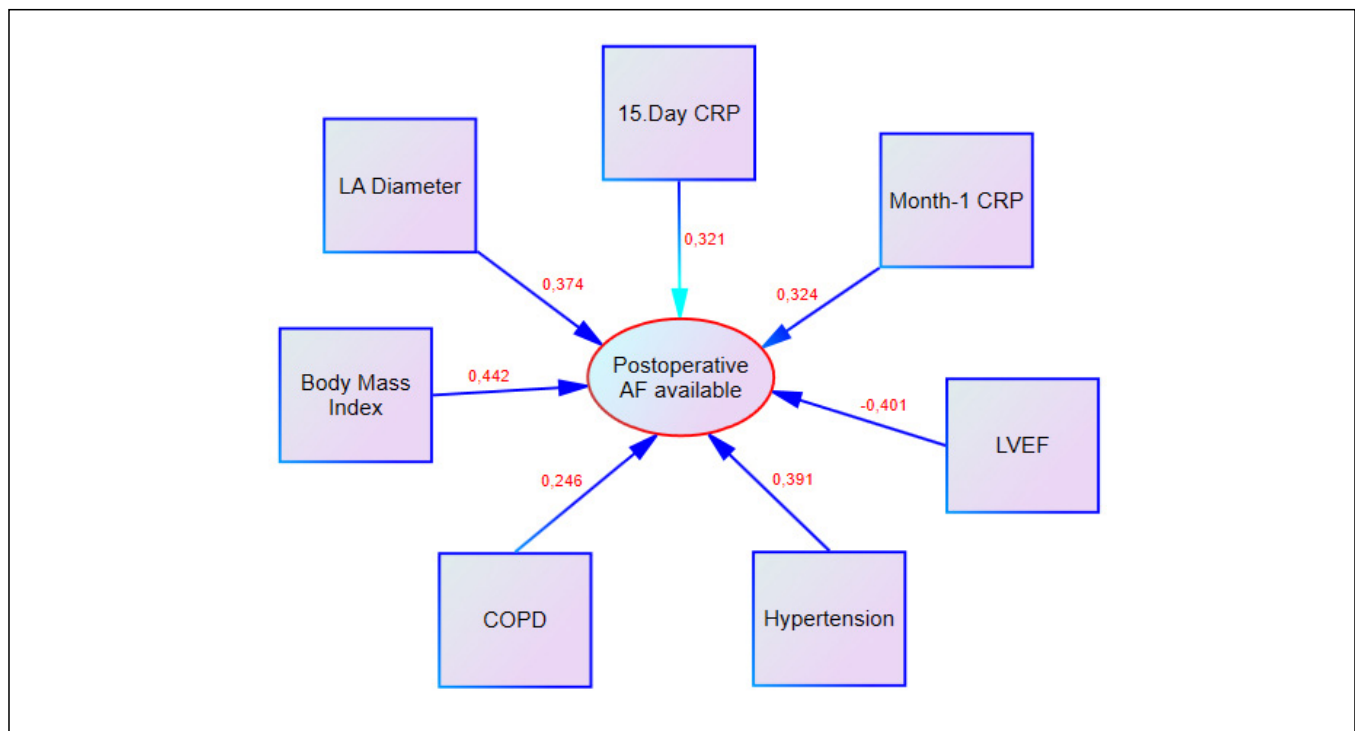 15.Day CRP
LA Diameter
Month-1 CRP
0,321
0,374
0,324
Postoperative
AF available
Body Mass
Index
0,442
-0,401
LVEF
0,246
0,391
COPD
Hypertension